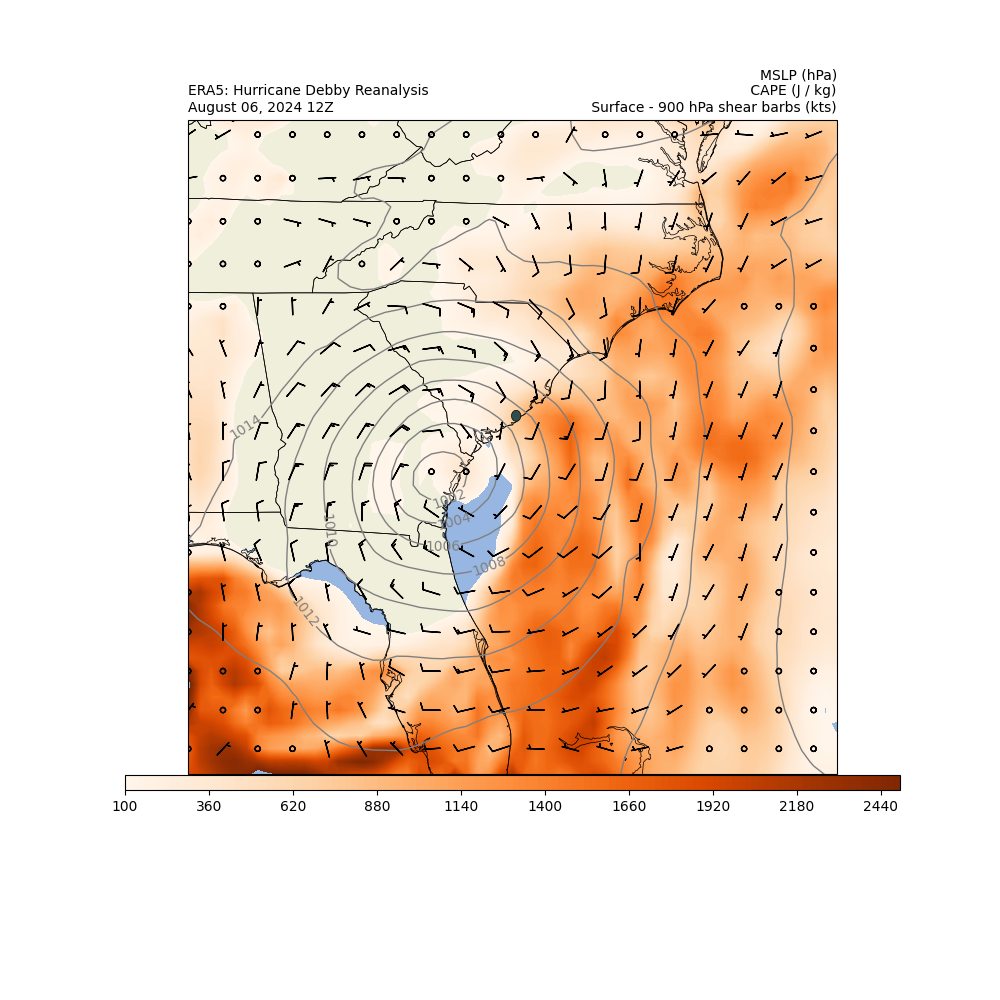 MSLP (hPa)
ERA5: Hurricane Debby Reanalysis
CAPE (J / kg)
August 06, 2024 12Z
Surface - 900 hPa shear barbs (kts)
1014
1002
1004
1010
1006
1008
1012
100 360 620 880 1140 1400 1660 1920 2180 2440